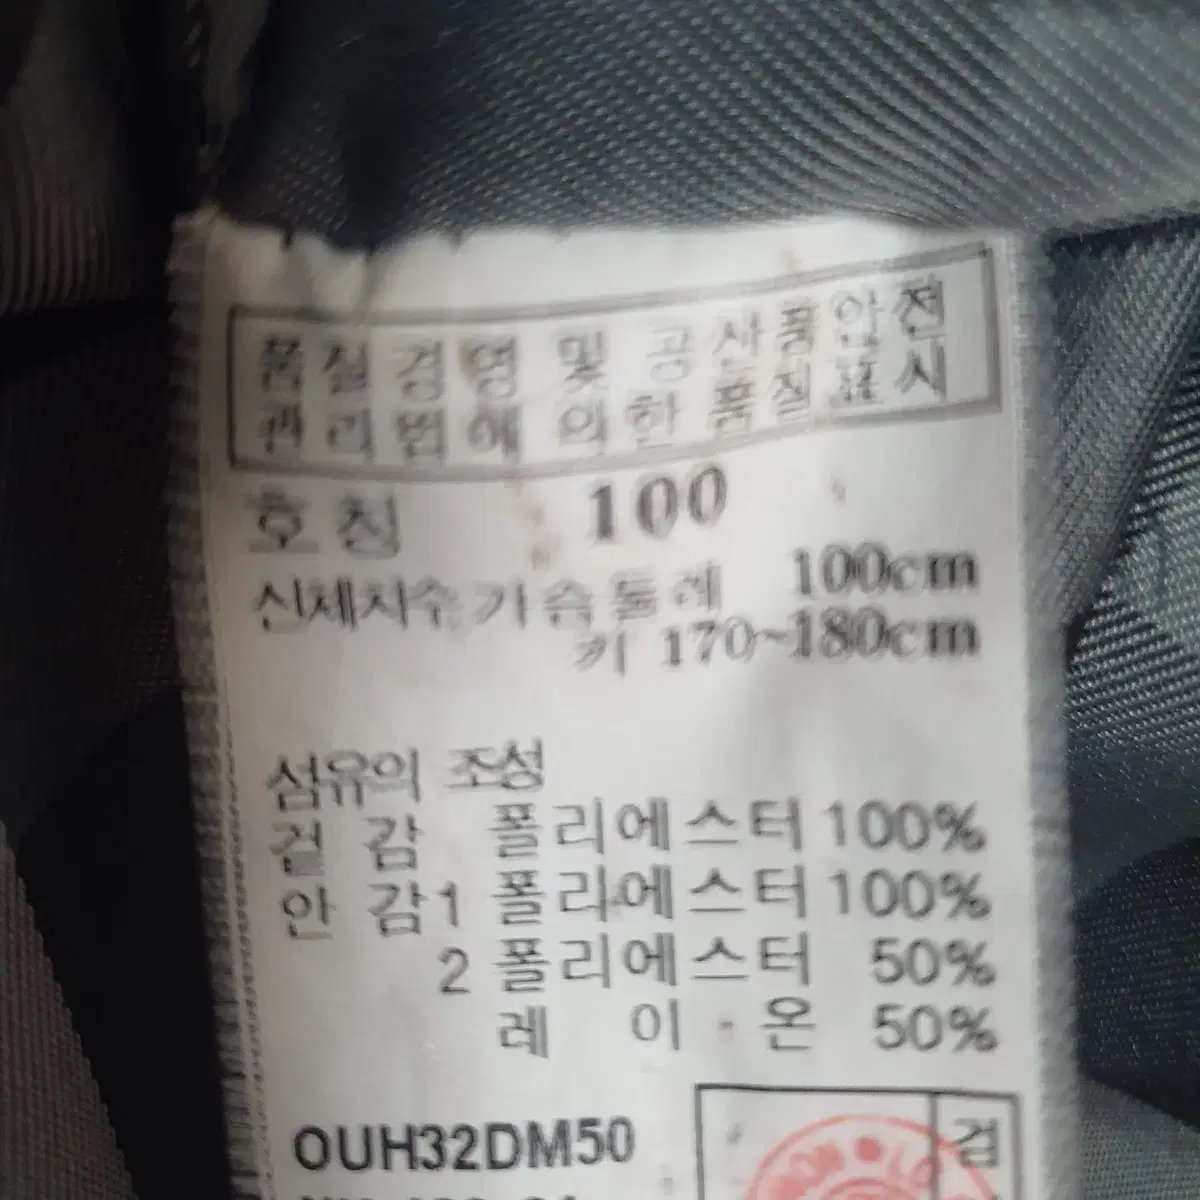 품질경영 및 공산품안전
관리법에 의한 품질표시
호칭 100
신체치수 가슴둘레 100cm
키 170~180cm
섬유의 조성
겉감 폴리에스터 100%
안감1 폴리에스터 100%
2 폴리에스터 50%
레이온 50%
OUH32DM50
검